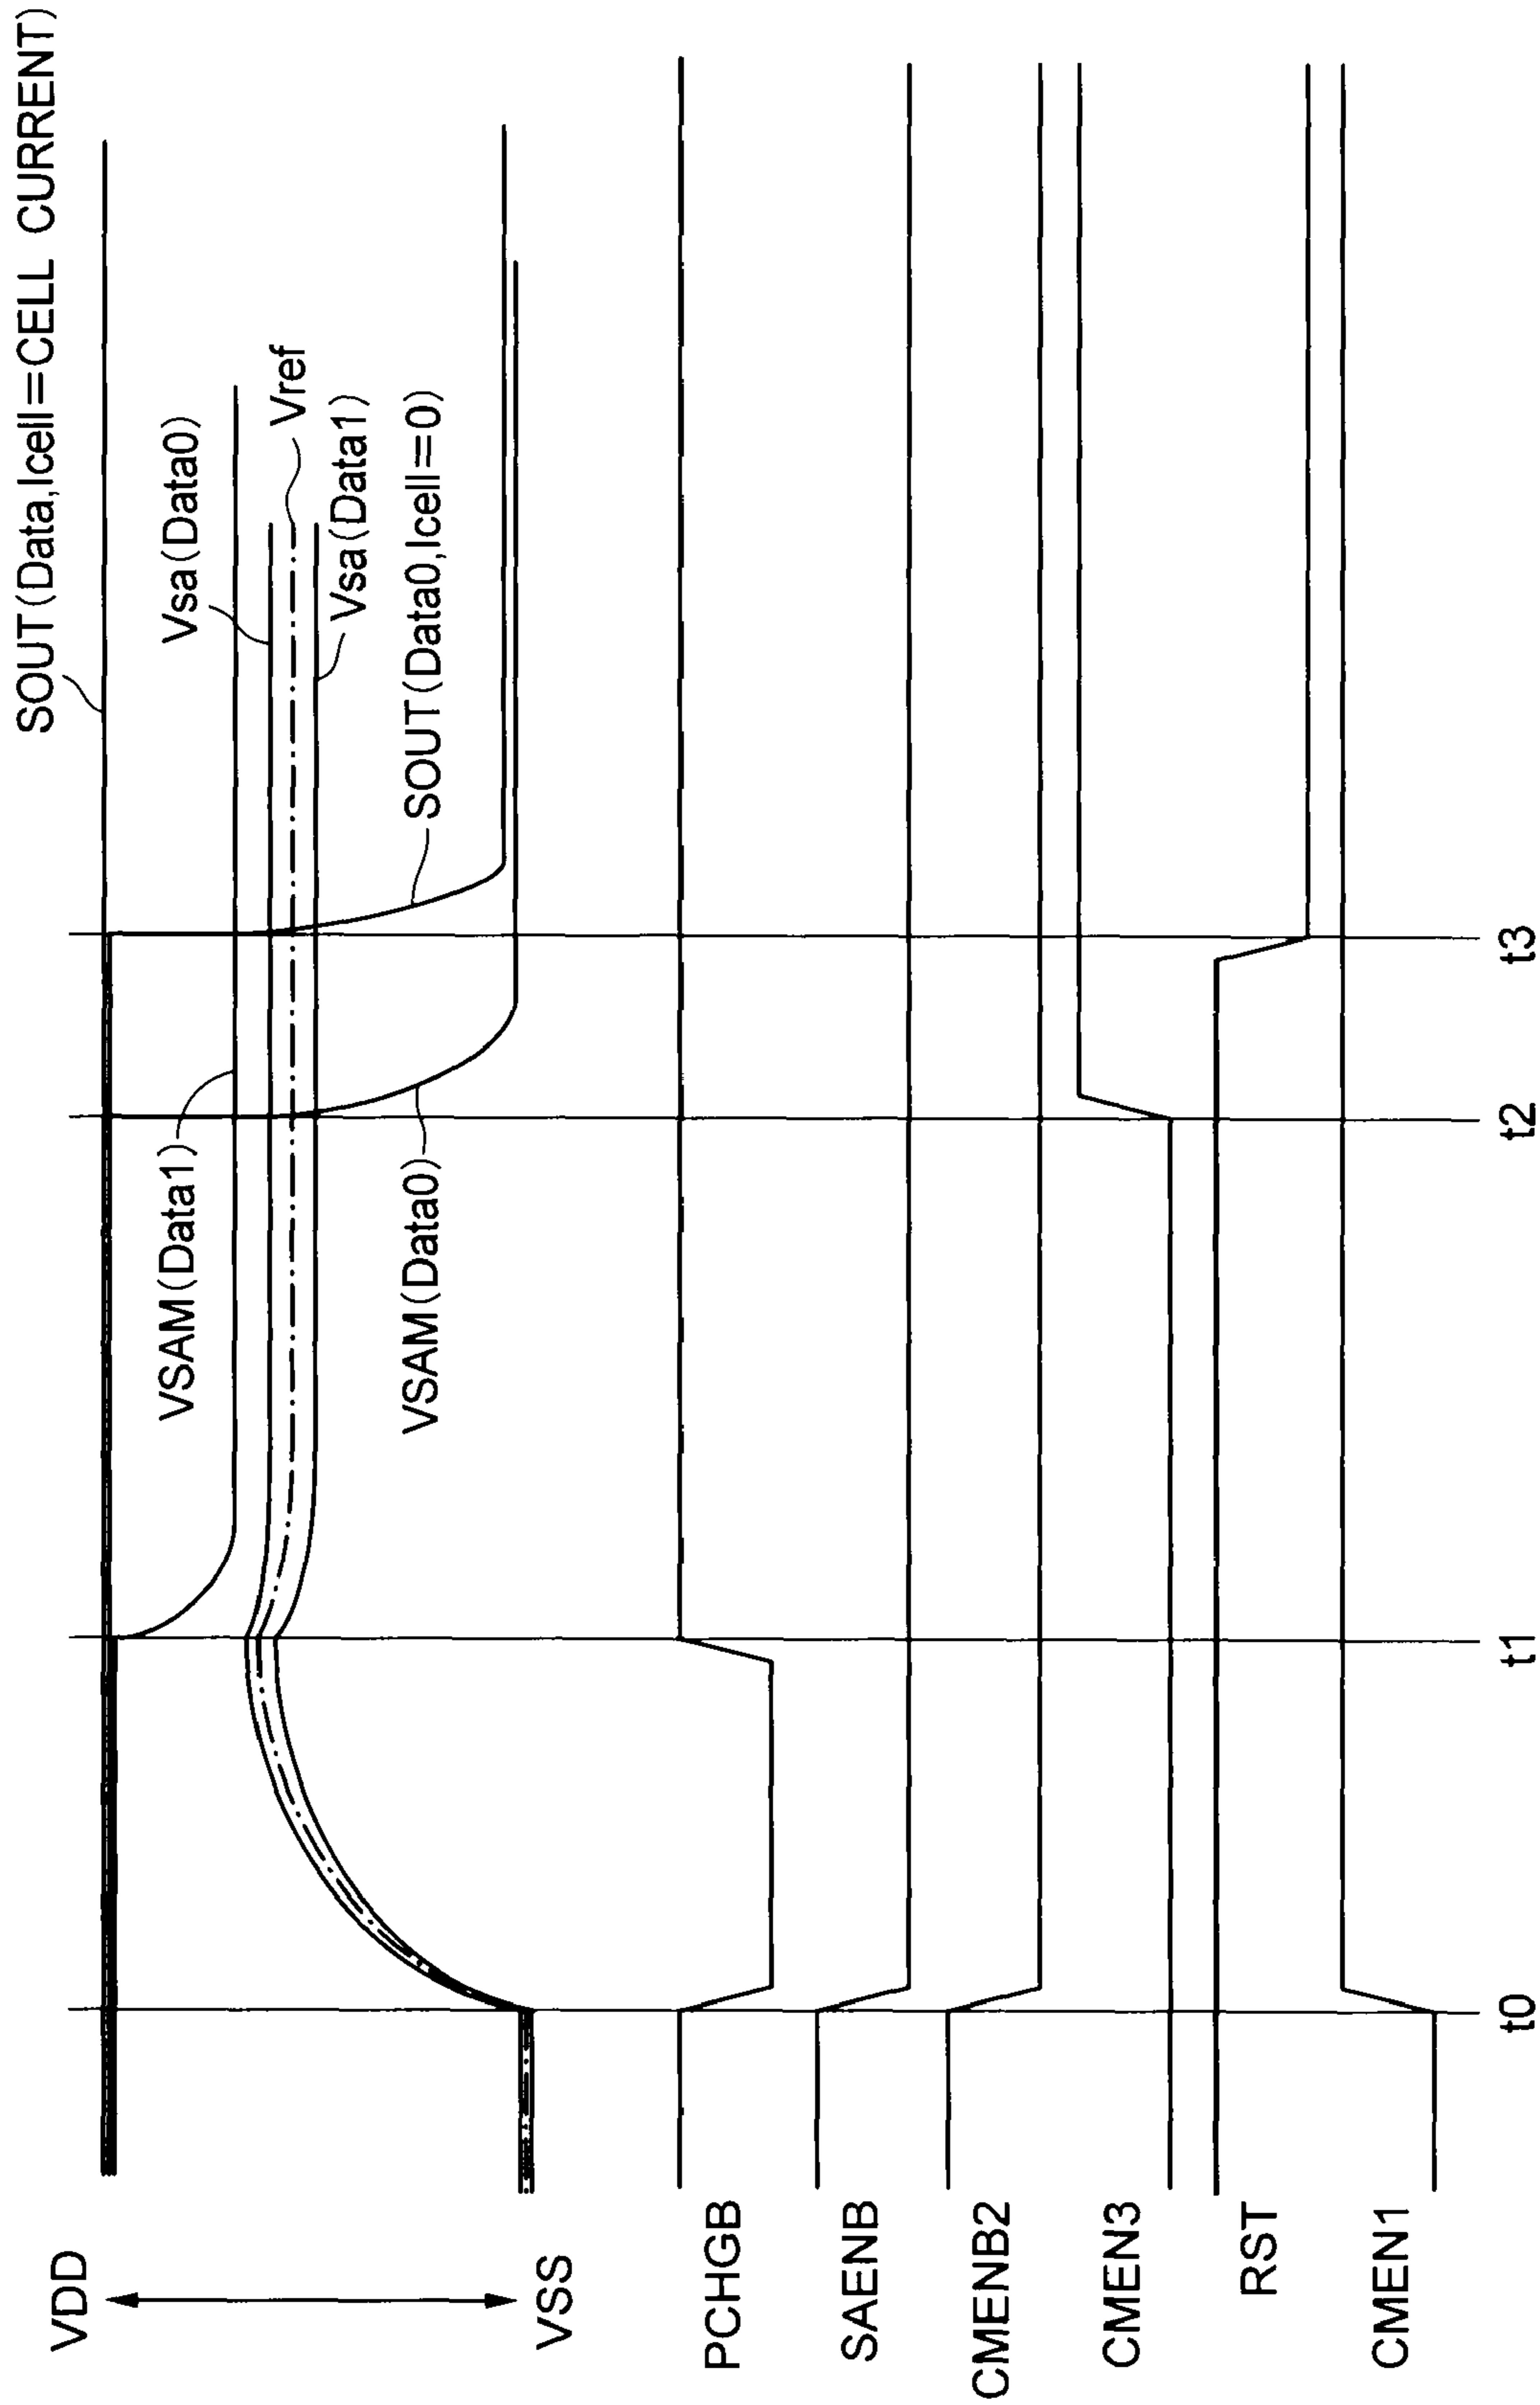 SOUT(Data,Icell=CELL CURRENT)
VDD
VSAM(Data1)
Vsa(Data0)
Vref
Vsa(Data1)
VSAM(Data0)
SOUT(Data0,Icell=0)
VSS
PCHGB
SAENB
CMENB2
CMEN3
RST
CMEN1
t0
t1
t2
t3